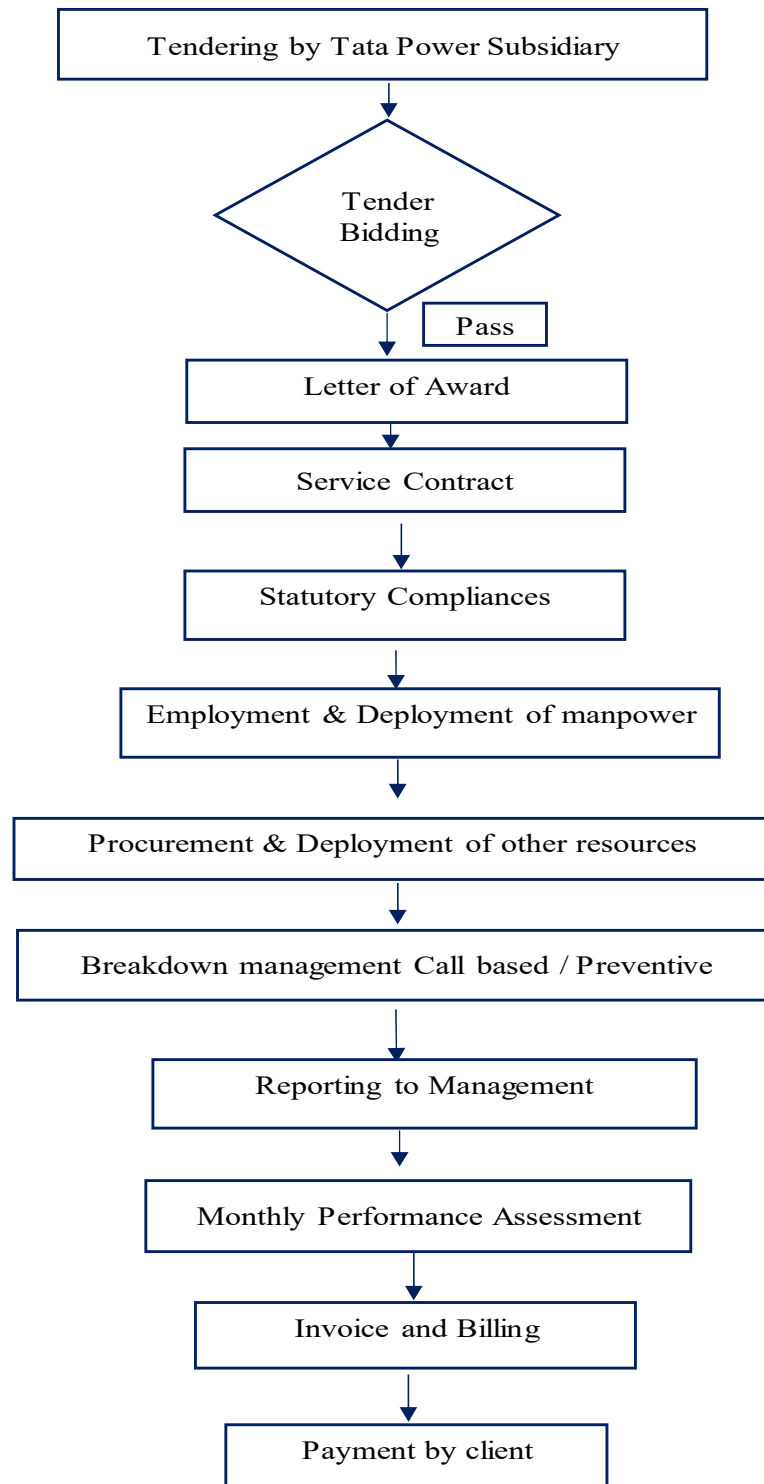 Tendering by Tata Power Subsidiary
Tender
Bidding
Pass
Letter of Award
Service Contract
Statutory Compliances
Employment & Deployment of manpower
Procurement & Deployment of other resources
Breakdown management Call based / Preventive
Reporting to Management
Monthly Performance Assessment
Invoice and Billing
Payment by client